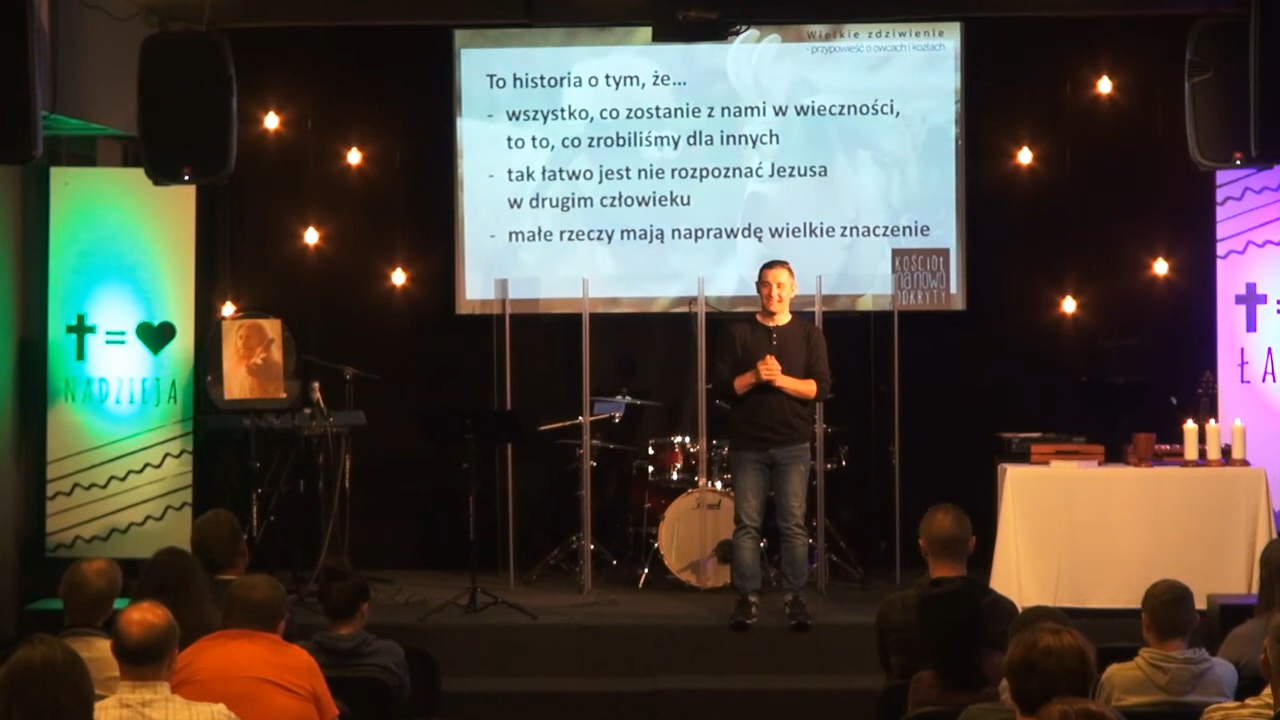 Wielkie zdziwienie
- przypowieść o owcach i kozłach
To historia o tym, że...
- wszystko, co zostanie z nami w wieczności,
to to, co zrobiliśmy dla innych
- tak łatwo jest nie rozpoznać Jezusa
w drugim człowieku
- małe rzeczy mają naprawdę wielkie znaczenie
KOŚCIÓŁ
na nowo
ODKRYTY
=
NADZIEJA
ŁA